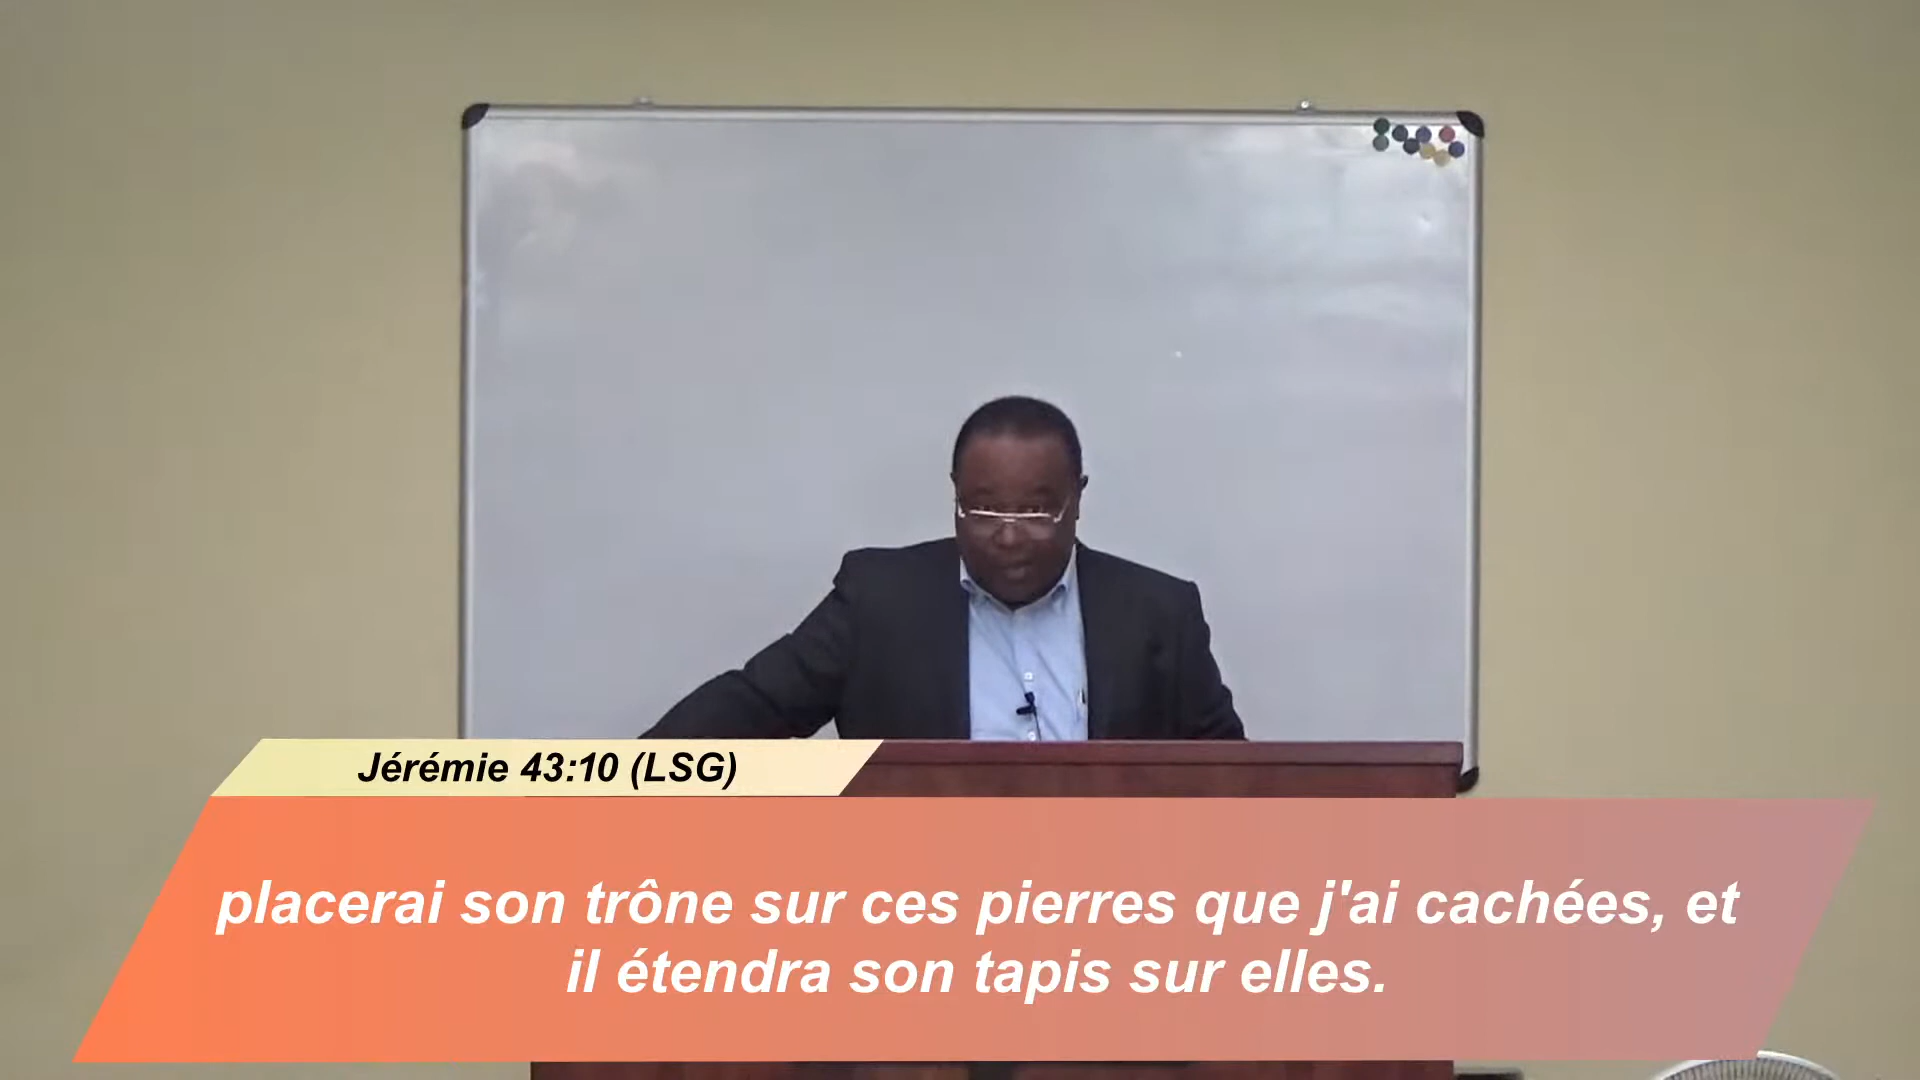 Jérémie 43:10 (LSG)
placerai son trône sur ces pierres que j'ai cachées, et
il étendra son tapis sur elles.